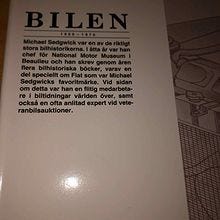 BILEN
Michael Sedgwick var en av de riktigt
stora bilhistorikerna. I åtta år var han
chef för National Motor Museum i
Beaulieu och han skrev genom åren
flera bilhistoriska böcker, varav en
del speciellt om Fiat som var Michael
Sedgwicks favoritmärke. Vid sidan
om detta var han en flitig medarbeta-
re i biltidningar världen över, samt
också en ofta anlitad expert vid vete-
ranbilsauktioner.